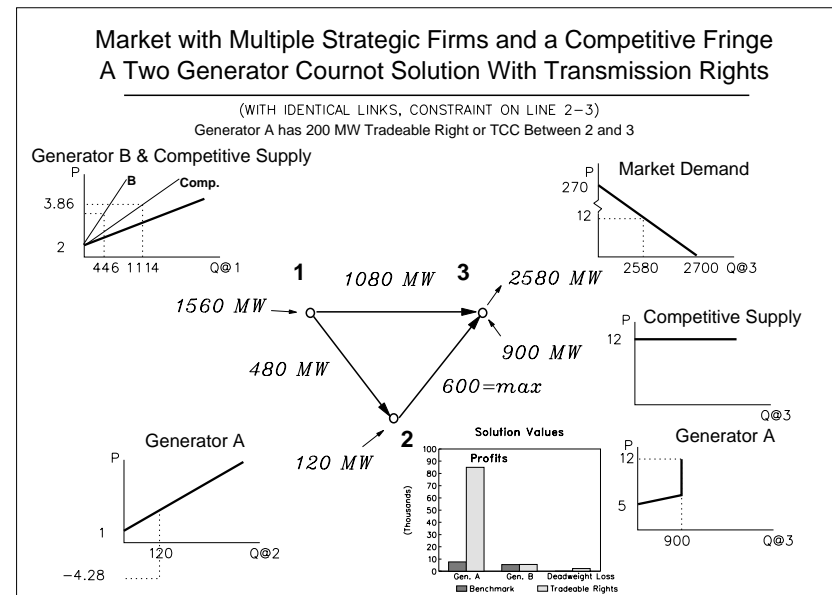 Market with Multiple Strategic Firms and a Competitive Fringe
A Two Generator Cournot Solution With Transmission Rights
(WITH IDENTICAL LINKS, CONSTRAINT ON LINE 2-3)
Generator A has 200 MW Tradeable Right or TCC Between 2 and 3
Generator B & Competitive Supply
P
B
Comp.
3.86
2
446 1114 Q@1
Market Demand
P
270
12
2580 2700 Q@3
1
3
1080 MW
2580 MW
1560 MW
480 MW
900 MW
600=max
2
120 MW
Competitive Supply
P
12
Q@3
Generator A
P
1
120 Q@2
-4.28
Solution Values
Profits
(Thousands)
100
90
80
70
60
50
40
30
20
10
0
Gen. A Gen. B Deadweight Loss
Benchmark Tradeable Rights
Generator A
P
12
5
900 Q@3